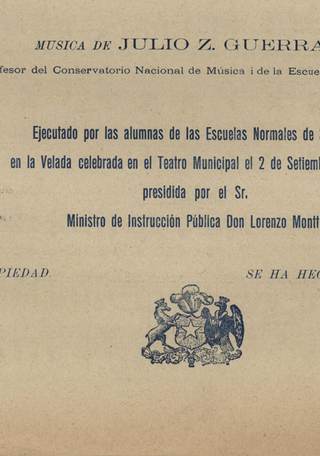 MUSICA DE JULIO Z. GUERRA
fesor del Conservatorio Nacional de Música i de la Escue
Ejecutado por las alumnas de las Escuelas Normales de
en la Velada celebrada en el Teatro Municipal el 2 de Setiem
presidida por el Sr.
Ministro de Instrucción Pública Don Lorenzo Montt
PIEDAD.
SE HA HEC